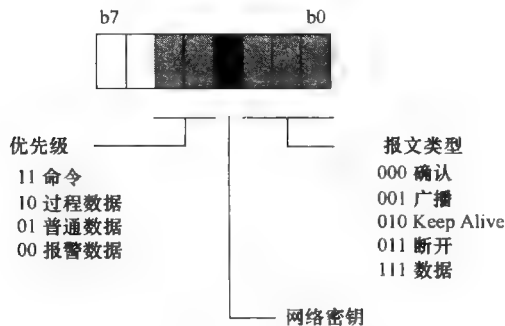 b7 b0
优先级
11 命令
10 过程数据
01 普通数据
00 报警数据
报文类型
000 确认
001 广播
010 Keep Alive
011 断开
111 数据
网络密钥